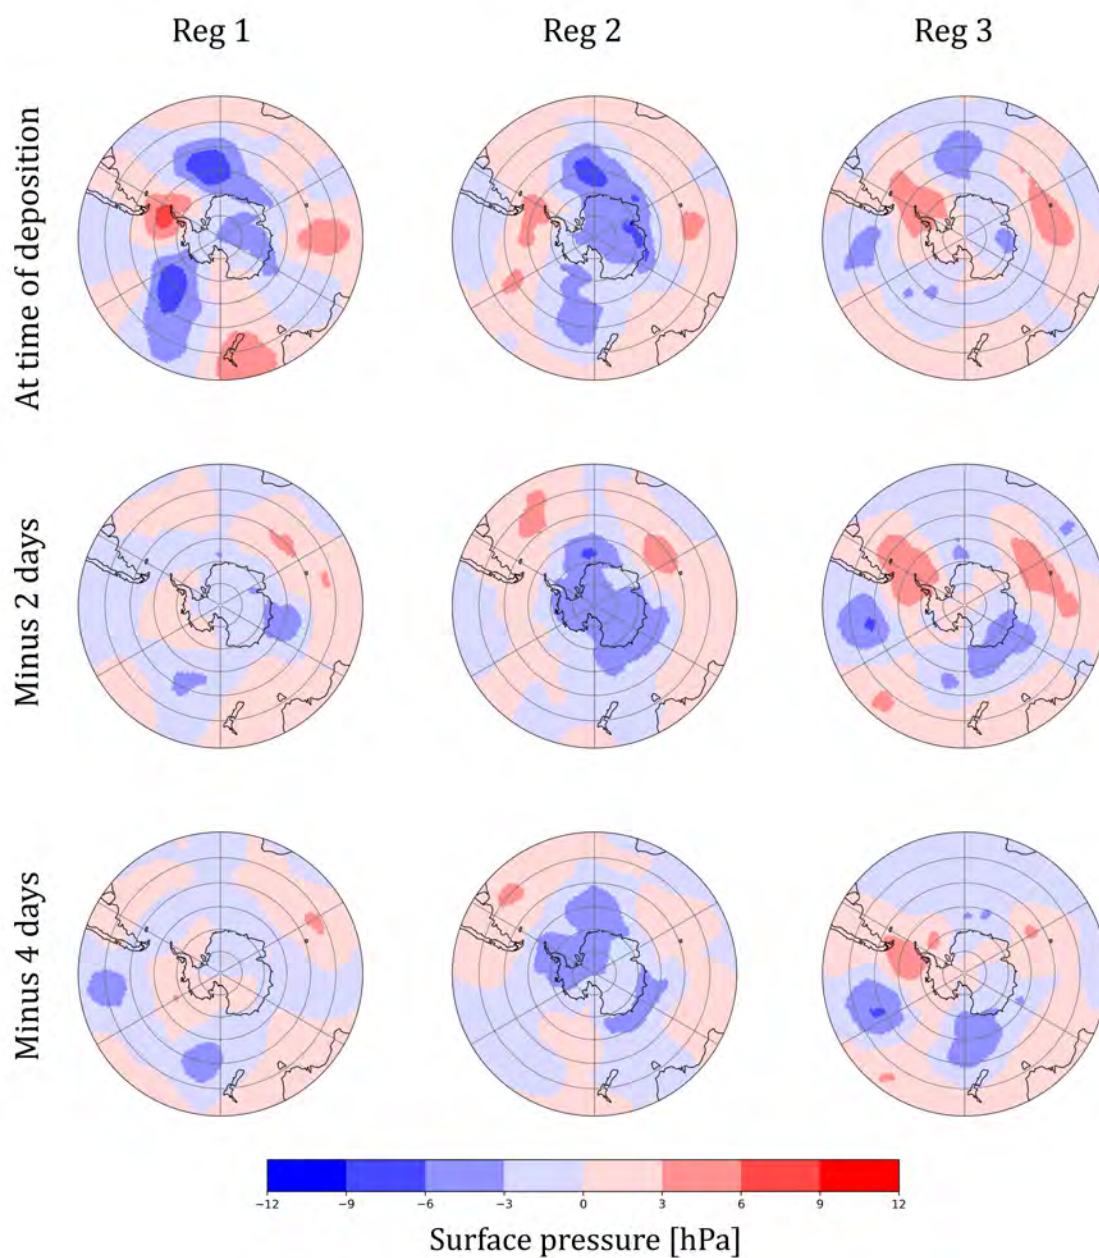 Reg 1 Reg 2 Reg 3
At time of deposition
Minus 2 days
Minus 4 days
−12 −9 −6 −3 0 3 6 9 12
Surface pressure [hPa]